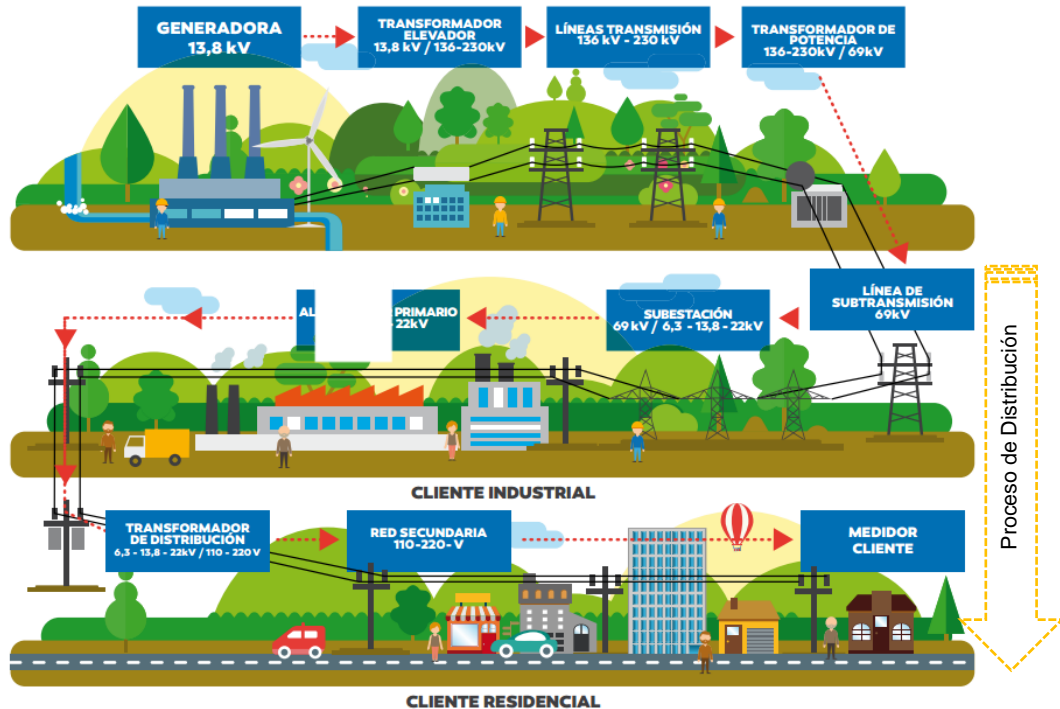 GENERADORA
13,8 kV
TRANSFORMADOR
ELEVADOR
13,8 kV / 136-230kV
LÍNEAS TRANSMISIÓN
136 kV - 230 kV
TRANSFORMADOR DE
POTENCIA
136-230kV / 69kV
LÍNEA DE
SUBTRANSMISIÓN
69kV
SUBESTACIÓN
69 kV / 6,3 - 13,8 - 22kV
PRIMARIO
22kV
CLIENTE INDUSTRIAL
TRANSFORMADOR
DE DISTRIBUCIÓN
6,3 - 13,8 - 22kV / 110 - 220 V
RED SECUNDARIA
110-220- V
MEDIDOR
CLIENTE
CLIENTE RESIDENCIAL
Proceso de Distribución